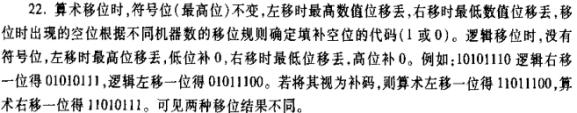 22. 算术移位时,符号位(最高位)不变,左移时最高数值位移丢,右移时最低数值位移丢,移
位时出现的空位根据不同机器数的移位规则确定填补空位的代码(1 或 0)。逻辑移位时,没有
符号位,左移时最高位移丢,低位补 0,右移时最低位移丢,高位补 0。例如:10101110 逻辑右移
一位得 01010111,逻辑左移一位得 01011100。若将其视为补码,则算术左移一位得 11011100,算
术右移一位得 11010111。可见两种移位结果不同。